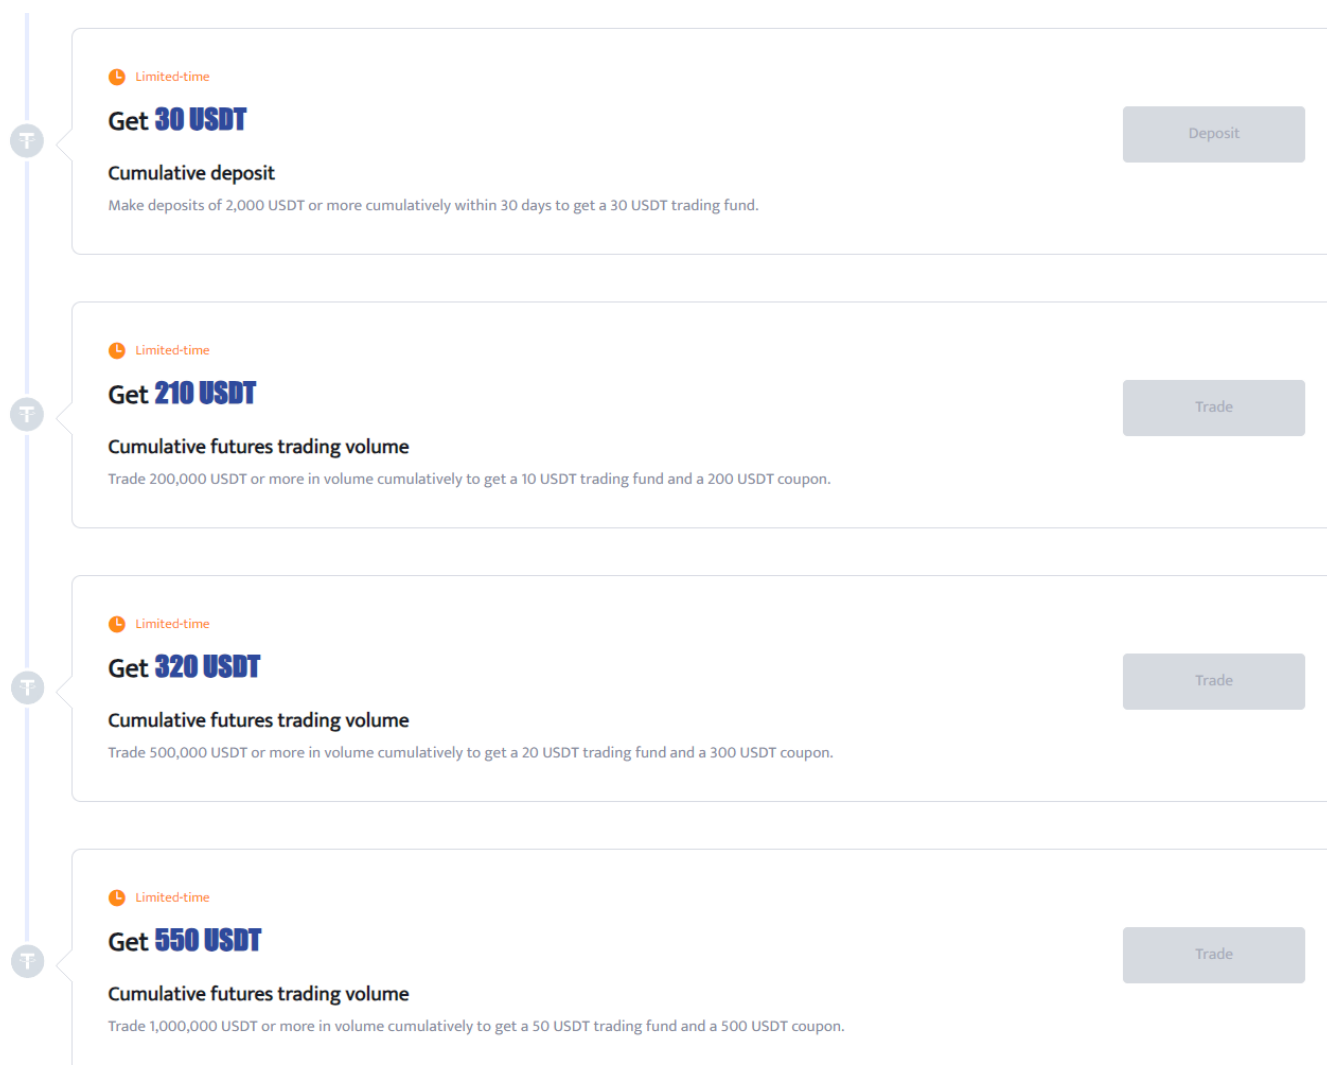 Limited-time
Get 30 USDT
Deposit
Cumulative deposit
Make deposits of 2,000 USDT or more cumulatively within 30 days to get a 30 USDT trading fund.
Limited-time
Get 210 USDT
Trade
Cumulative futures trading volume
Trade 200,000 USDT or more in volume cumulatively to get a 10 USDT trading fund and a 200 USDT coupon.
Limited-time
Get 320 USDT
Trade
Cumulative futures trading volume
Trade 500,000 USDT or more in volume cumulatively to get a 20 USDT trading fund and a 300 USDT coupon.
Limited-time
Get 550 USDT
Trade
Cumulative futures trading volume
Trade 1,000,000 USDT or more in volume cumulatively to get a 50 USDT trading fund and a 500 USDT coupon.